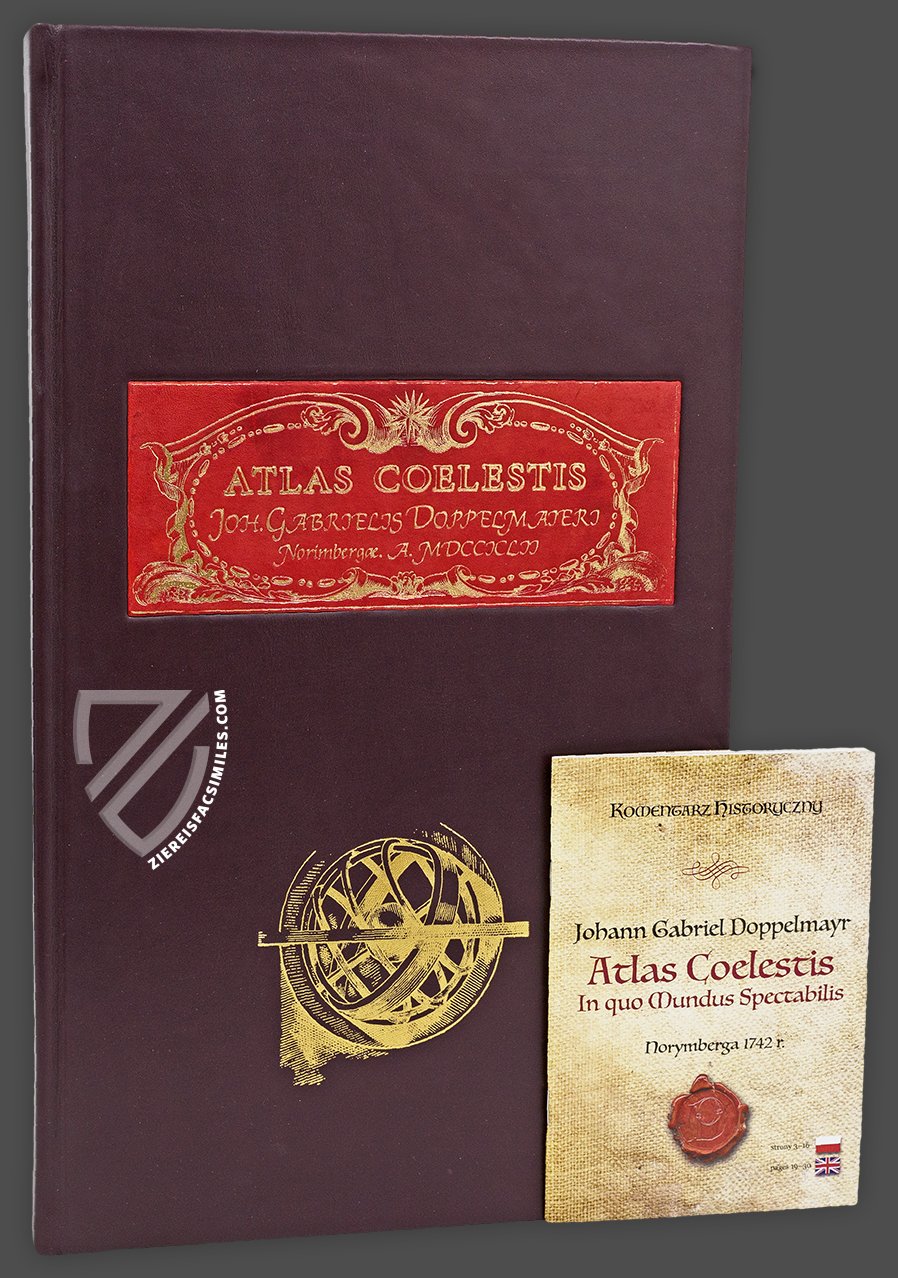 ATLAS COELESTIS
JOH. GABRIELIS DOPPELMAIERI
Norimbergæ. A. MDCCXLII
ZIEREISFACSIMILES.COM
KOMENTARZ HISTORYCZNY
Johann Gabriel Doppelmayr
Atlas Coelestis
In quo Mundus Spectabilis
Norymberga 1742 r.
strony 3–16
pages 19–30